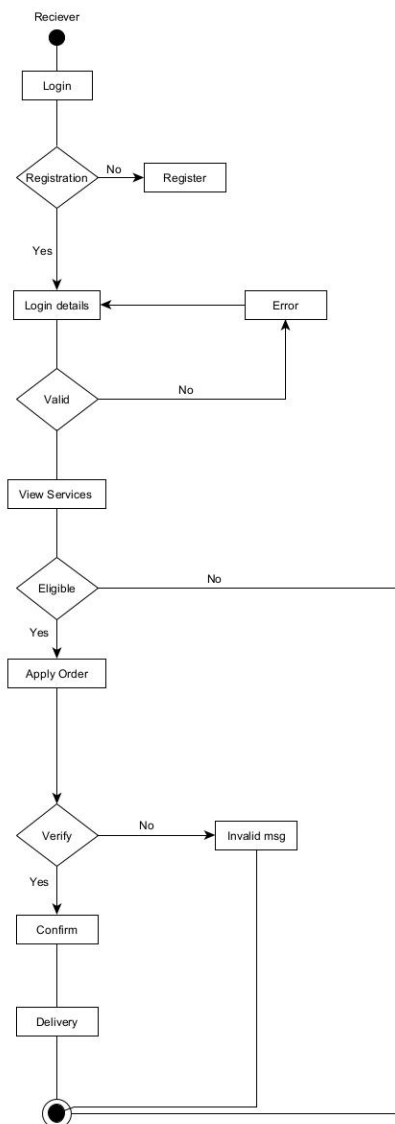 Reciever
Login
Registration
No
Register
Yes
Login details
Error
Valid
No
View Services
No
Eligible
Yes
Apply Order
No
Verify
Invalid msg
Yes
Confirm
Delivery